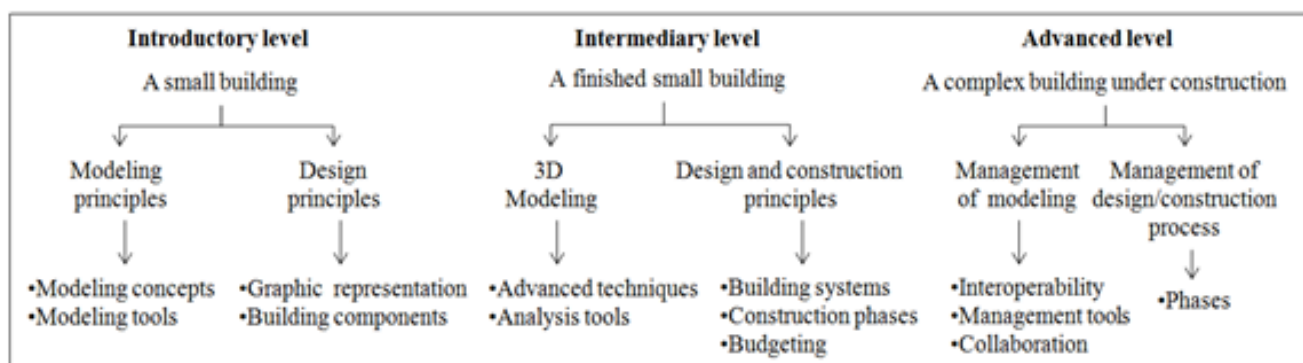 Introductory level
A small building
Modeling
principles
Design
principles
•Modeling concepts
•Modeling tools
•Graphic representation
•Building components
Intermediary level
A finished small building
3D
Modeling
Design and construction
principles
•Advanced techniques
•Analysis tools
•Building systems
•Construction phases
•Budgeting
Advanced level
A complex building under construction
Management
of modeling
Management of
design/construction
process
•Interoperability
•Management tools
•Collaboration
•Phases